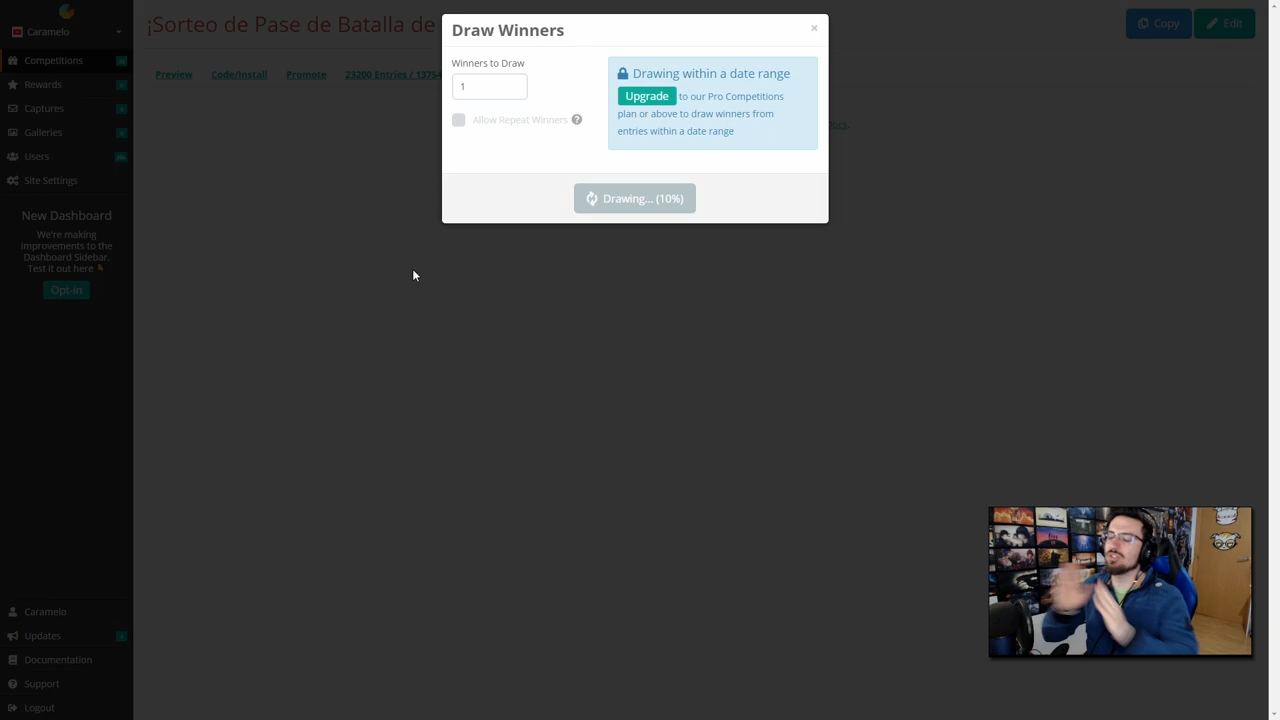 Caramelo
Competitions
Rewards
Captures
Galleries
Users
Site Settings
New Dashboard
We're making
improvements to the
Dashboard Sidebar.
Test it out here 👇
Opt-in
Caramelo
Updates
Documentation
Support
Logout
¡Sorteo de Pase de Batalla de
Copy
Edit
Preview
Code/Install
Promote
23200 Entries / 13754
Draw Winners
×
Winners to Draw
1
Allow Repeat Winners
Drawing within a date range
Upgrade to our Pro Competitions
plan or above to draw winners from
entries within a date range
Drawing... (10%)